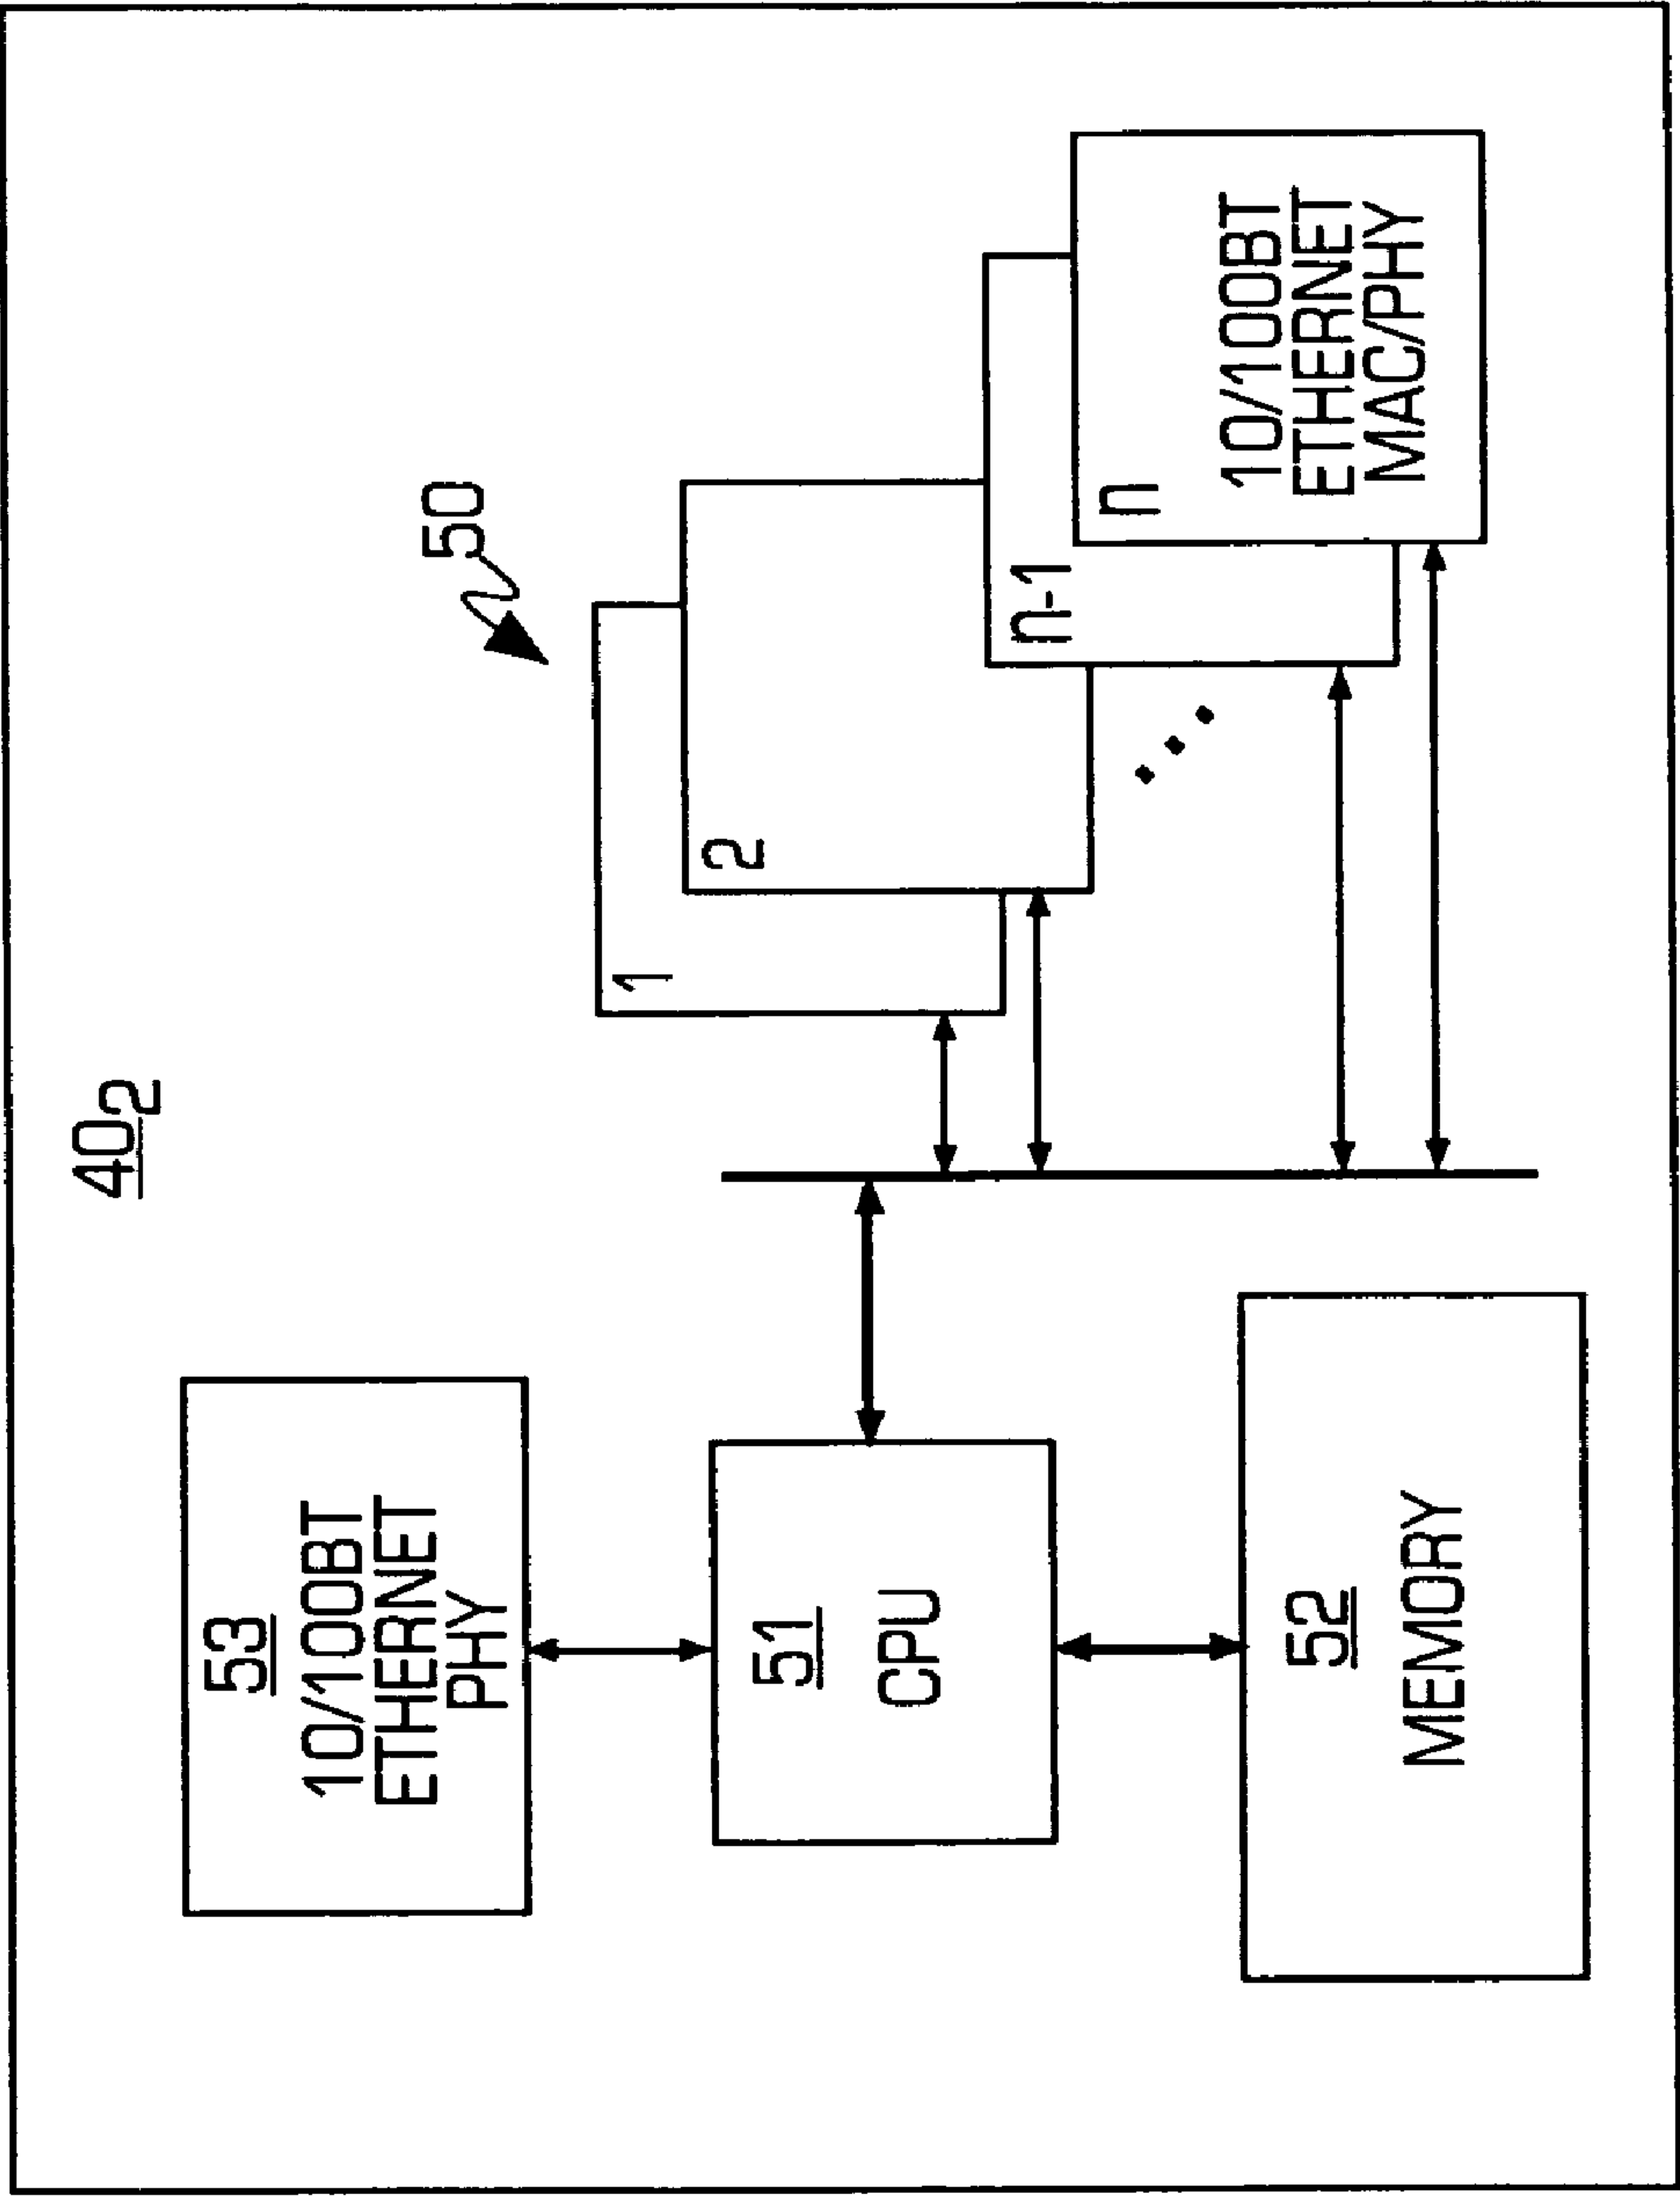 40₂
53
10/100BT
ETHERNET
PHY
51
CPU
52
MEMORY
50
1
2
n-1
n
10/100BT
ETHERNET
MAC/PHY